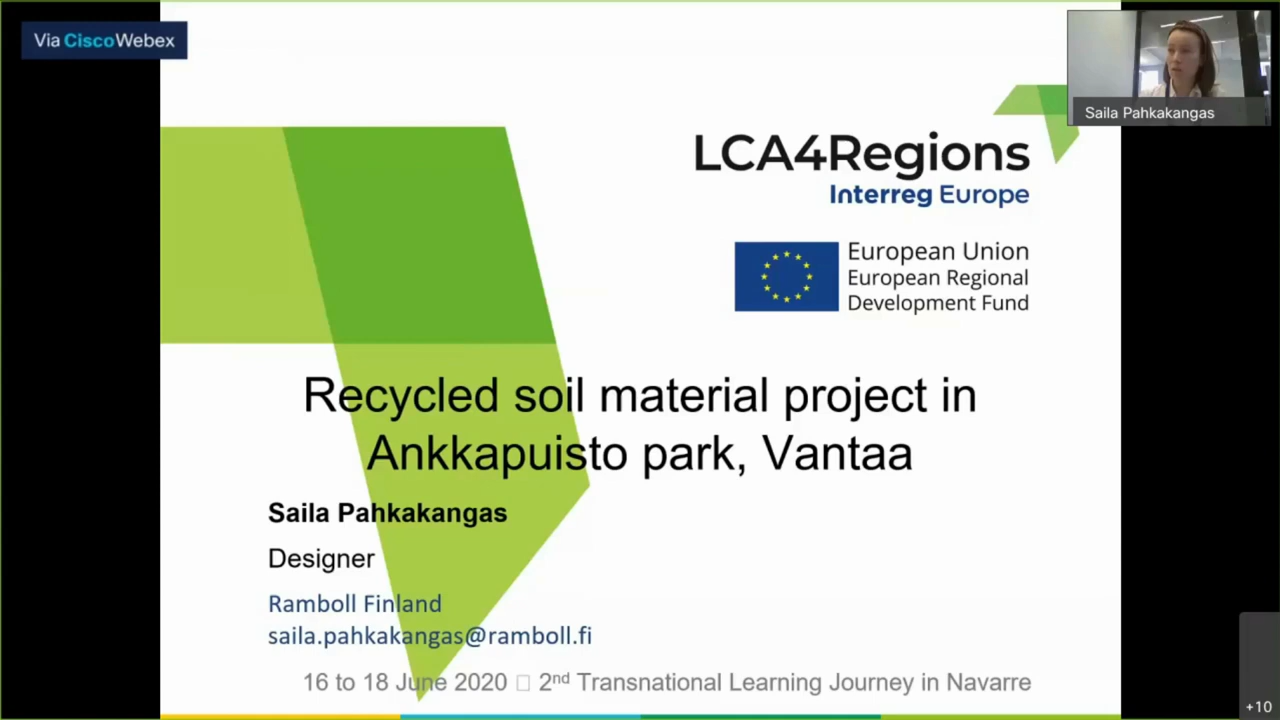 Via CiscoWebex
Saila Pahkakangas
LCA4Regions
Interreg Europe
European Union
European Regional
Development Fund
Recycled soil material project in
Ankkapuisto park, Vantaa
Saila Pahkakangas
Designer
Ramboll Finland
saila.pahkakangas@ramboll.fi
16 to 18 June 2020 □ 2nd Transnational Learning Journey in Navarre
+10